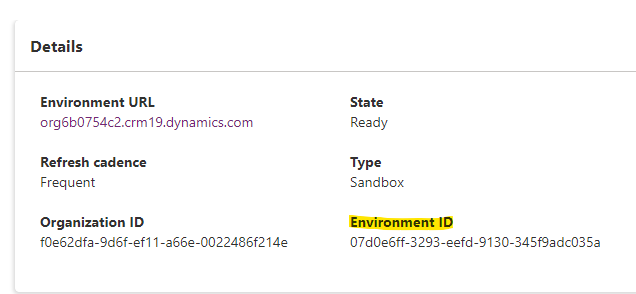 Details
Environment URL
org6b0754c2.crm19.dynamics.com
State
Ready
Refresh cadence
Frequent
Type
Sandbox
Organization ID
f0e62dfa-9d6f-ef11-a66e-0022486f214e
Environment ID
07d0e6ff-3293-eefd-9130-345f9adc035a